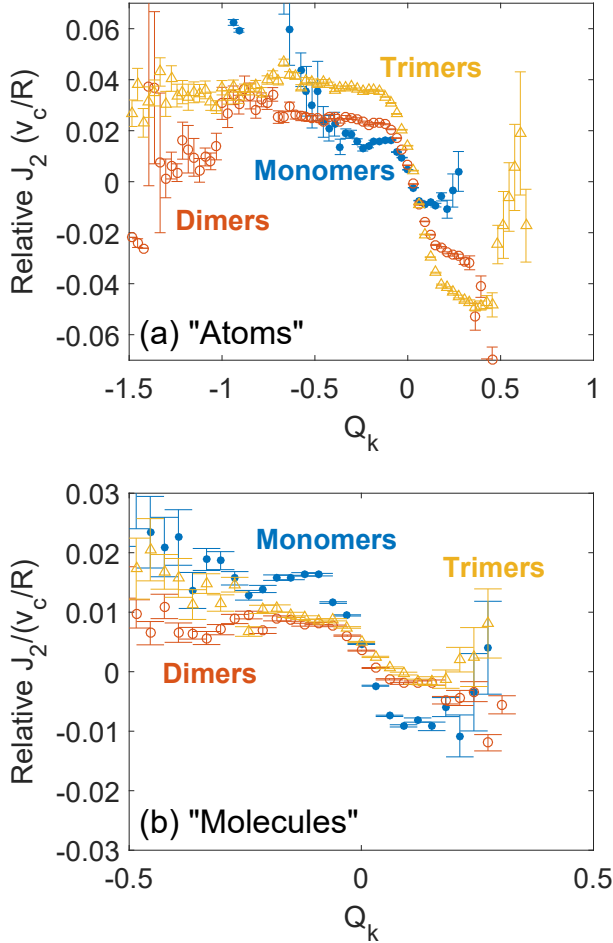 0.06
0.04
0.02
0
-0.02
-0.04
-0.06
Relative J2 (vc/R)
Trimers
Monomers
Dimers
(a) "Atoms"
-1.5 -1 -0.5 0 0.5 1
Qk
0.03
0.02
0.01
0
-0.01
-0.02
-0.03
Relative J2/(vc/R)
Monomers
Trimers
Dimers
(b) "Molecules"
-0.5 0 0.5
Qk